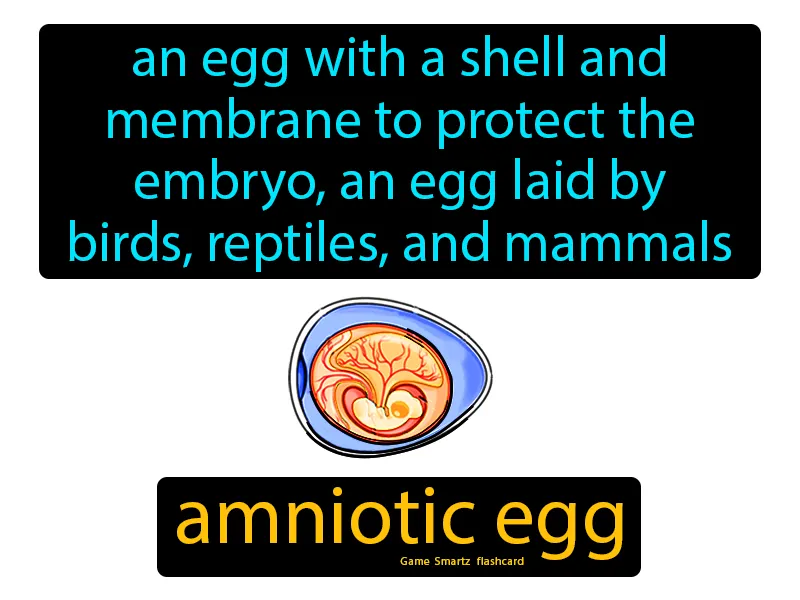 an egg with a shell and
membrane to protect the
embryo, an egg laid by
birds, reptiles, and mammals
amniotic egg
Game Smartz flashcard